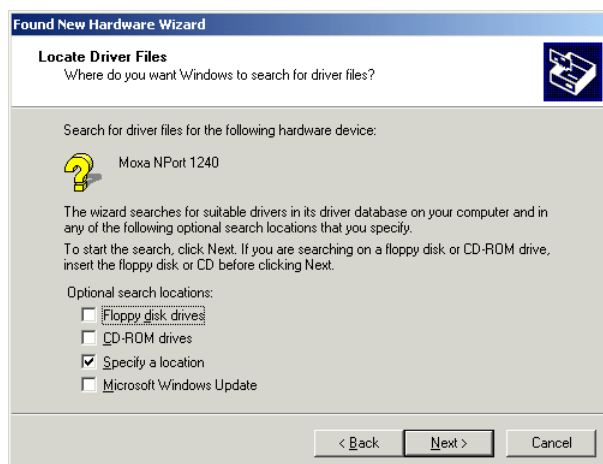 Found New Hardware Wizard
Locate Driver Files
Where do you want Windows to search for driver files?
Search for driver files for the following hardware device:
Moxa NPort 1240
The wizard searches for suitable drivers in its driver database on your computer and in
any of the following optional search locations that you specify.
To start the search, click Next. If you are searching on a floppy disk or CD-ROM drive,
insert the floppy disk or CD before clicking Next.
Optional search locations:
Floppy disk drives
CD-ROM drives
Specify a location
Microsoft Windows Update
< Back Next > Cancel